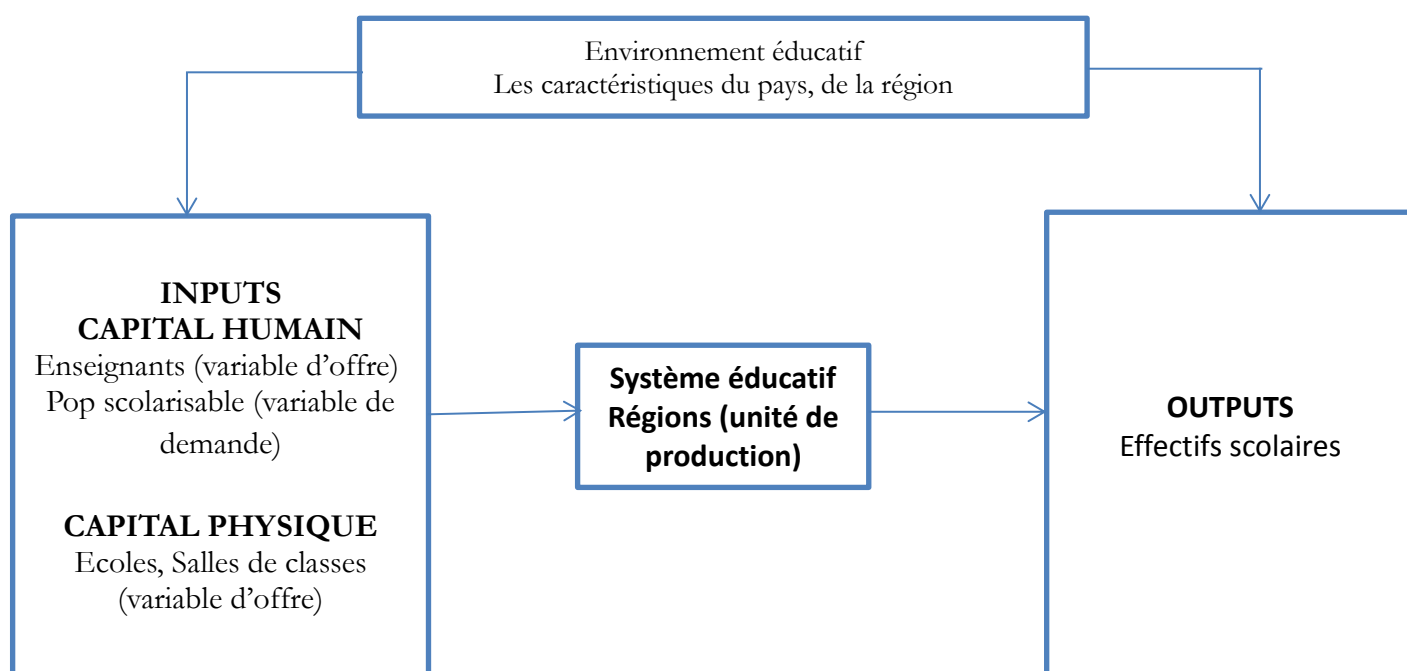 Environnement éducatif
Les caractéristiques du pays, de la région
INPUTS
CAPITAL HUMAIN
Enseignants (variable d’offre)
Pop scolarisable (variable de
demande)
CAPITAL PHYSIQUE
Ecoles, Salles de classes
(variable d’offre)
Système éducatif
Régions (unité de
production)
OUTPUTS
Effectifs scolaires